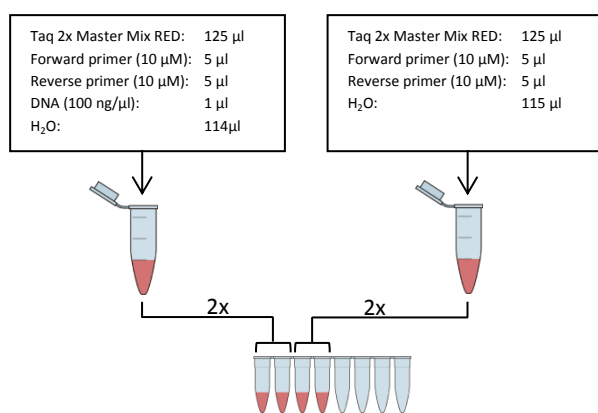 Taq 2x Master Mix RED: 125 µl
Forward primer (10 µM): 5 µl
Reverse primer (10 µM): 5 µl
DNA (100 ng/µl): 1 µl
H₂O: 114µl
Taq 2x Master Mix RED: 125 µl
Forward primer (10 µM): 5 µl
Reverse primer (10 µM): 5 µl
H₂O: 115 µl
2x
2x